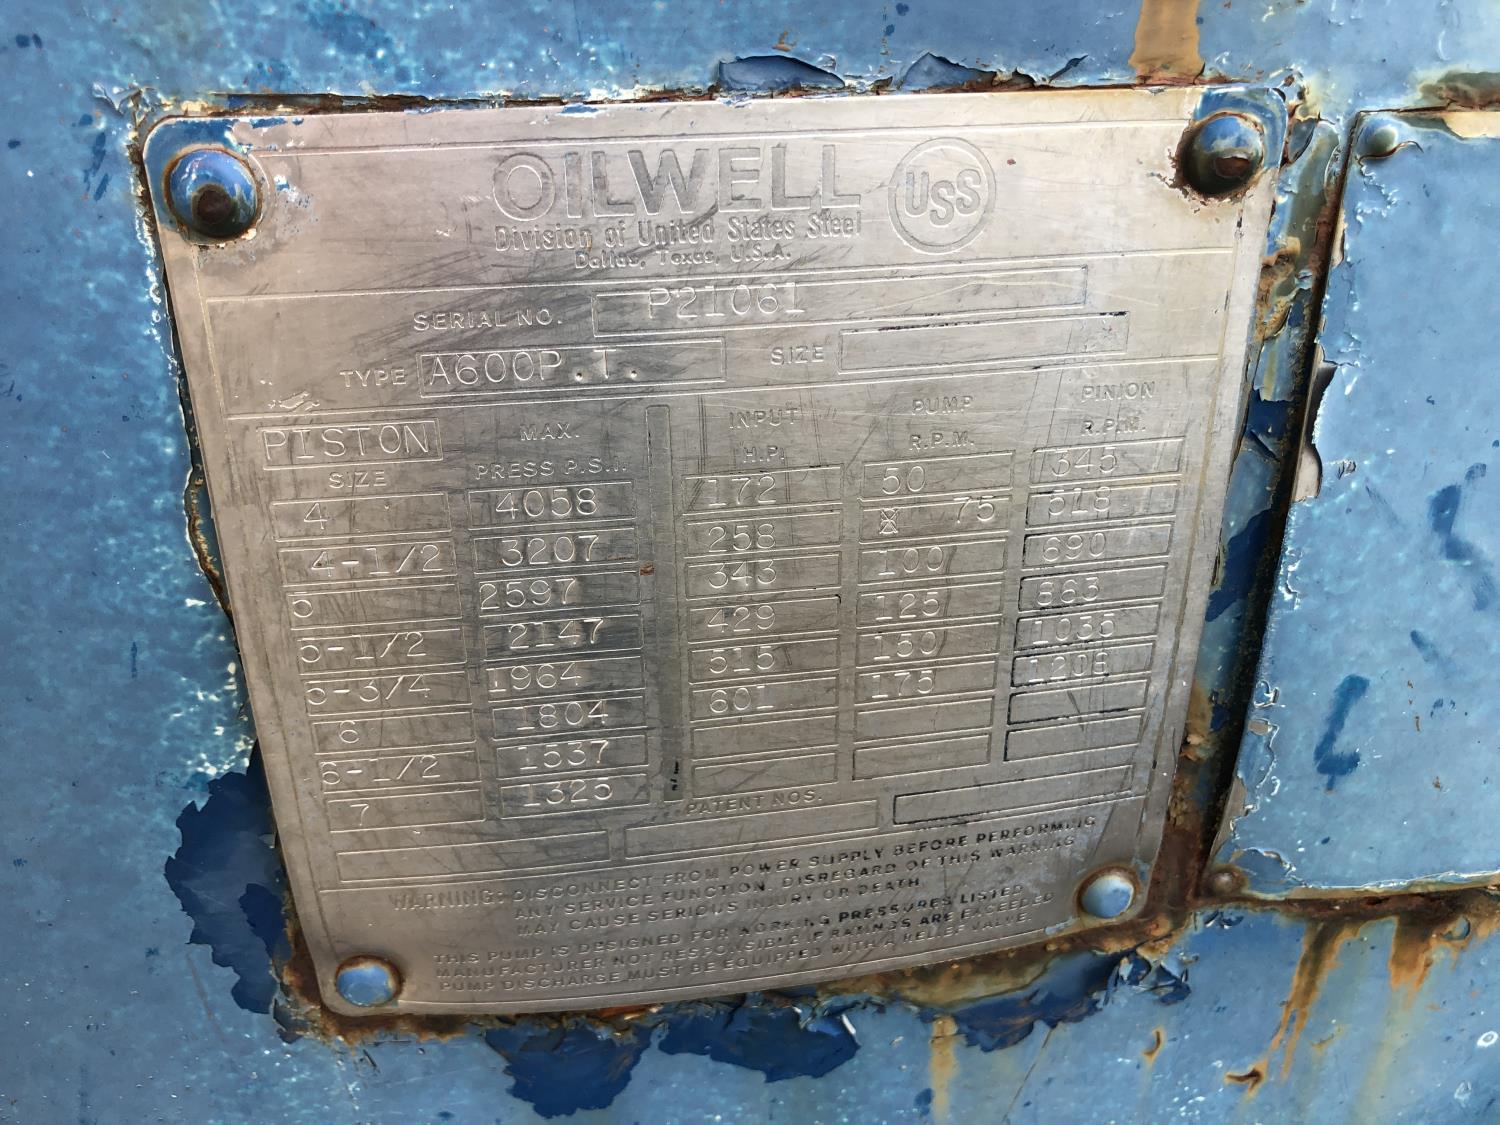 OILWELL USS
Division of United States Steel
Dallas, Texas, U.S.A.
SERIAL NO. P21061
TYPE A600P.T. SIZE
PISTON SIZE MAX. PRESS P.S.I. INPUT H.P. PUMP R.P.M. PINION R.P.M.
4 4058 172 50 345
4-1/2 3207 258 75 518
5 2597 343 100 690
5-1/2 2147 429 125 863
5-3/4 1964 515 150 1035
6 1804 601 175 1208
6-1/2 1537
7 1325
PATENT NOS.
WARNING: DISCONNECT FROM POWER SUPPLY BEFORE PERFORMING
ANY SERVICE FUNCTION, DISREGARD OF THIS WARNING
MAY CAUSE SERIOUS INJURY OR DEATH
THIS PUMP IS DESIGNED FOR WORKING PRESSURES LISTED
MANUFACTURER NOT RESPONSIBLE IF RATINGS ARE EXCEEDED
PUMP DISCHARGE MUST BE EQUIPPED WITH A RELIEF VALVE.